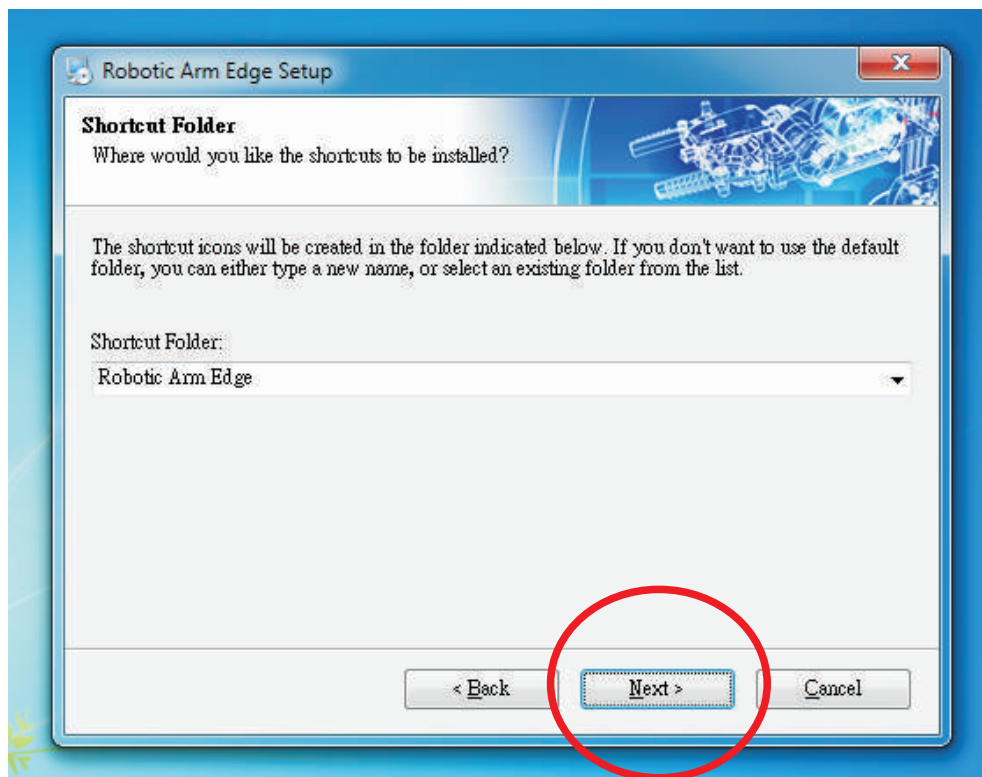 Robotic Arm Edge Setup
Shortcut Folder
Where would you like the shortcuts to be installed?
The shortcut icons will be created in the folder indicated below. If you don't want to use the default
folder, you can either type a new name, or select an existing folder from the list.
Shortcut Folder:
Robotic Arm Edge
< Back
Next >
Cancel